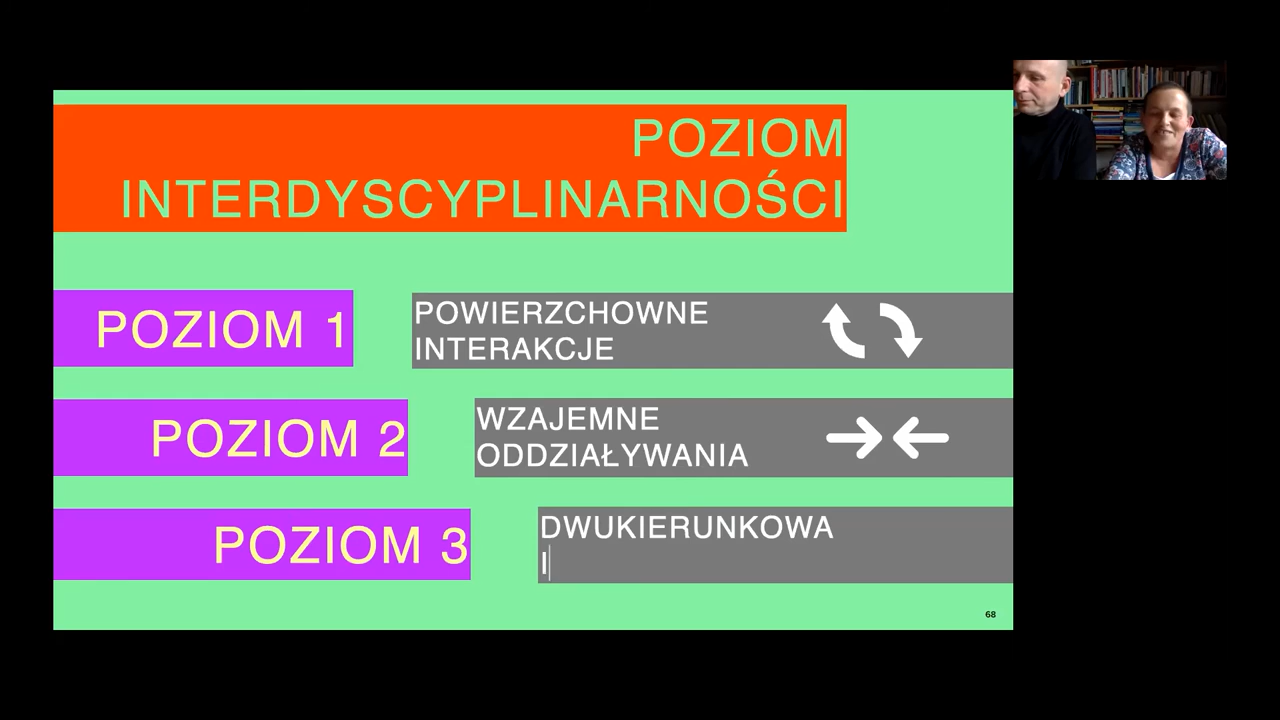 POZIOM
INTERDYSCYPLINARNOŚCI
POZIOM 1
POWIERZCHOWNE
INTERAKCJE
POZIOM 2
WZAJEMNE
ODDZIAŁYWANIA
POZIOM 3
DWUKIERUNKOWA
I
68